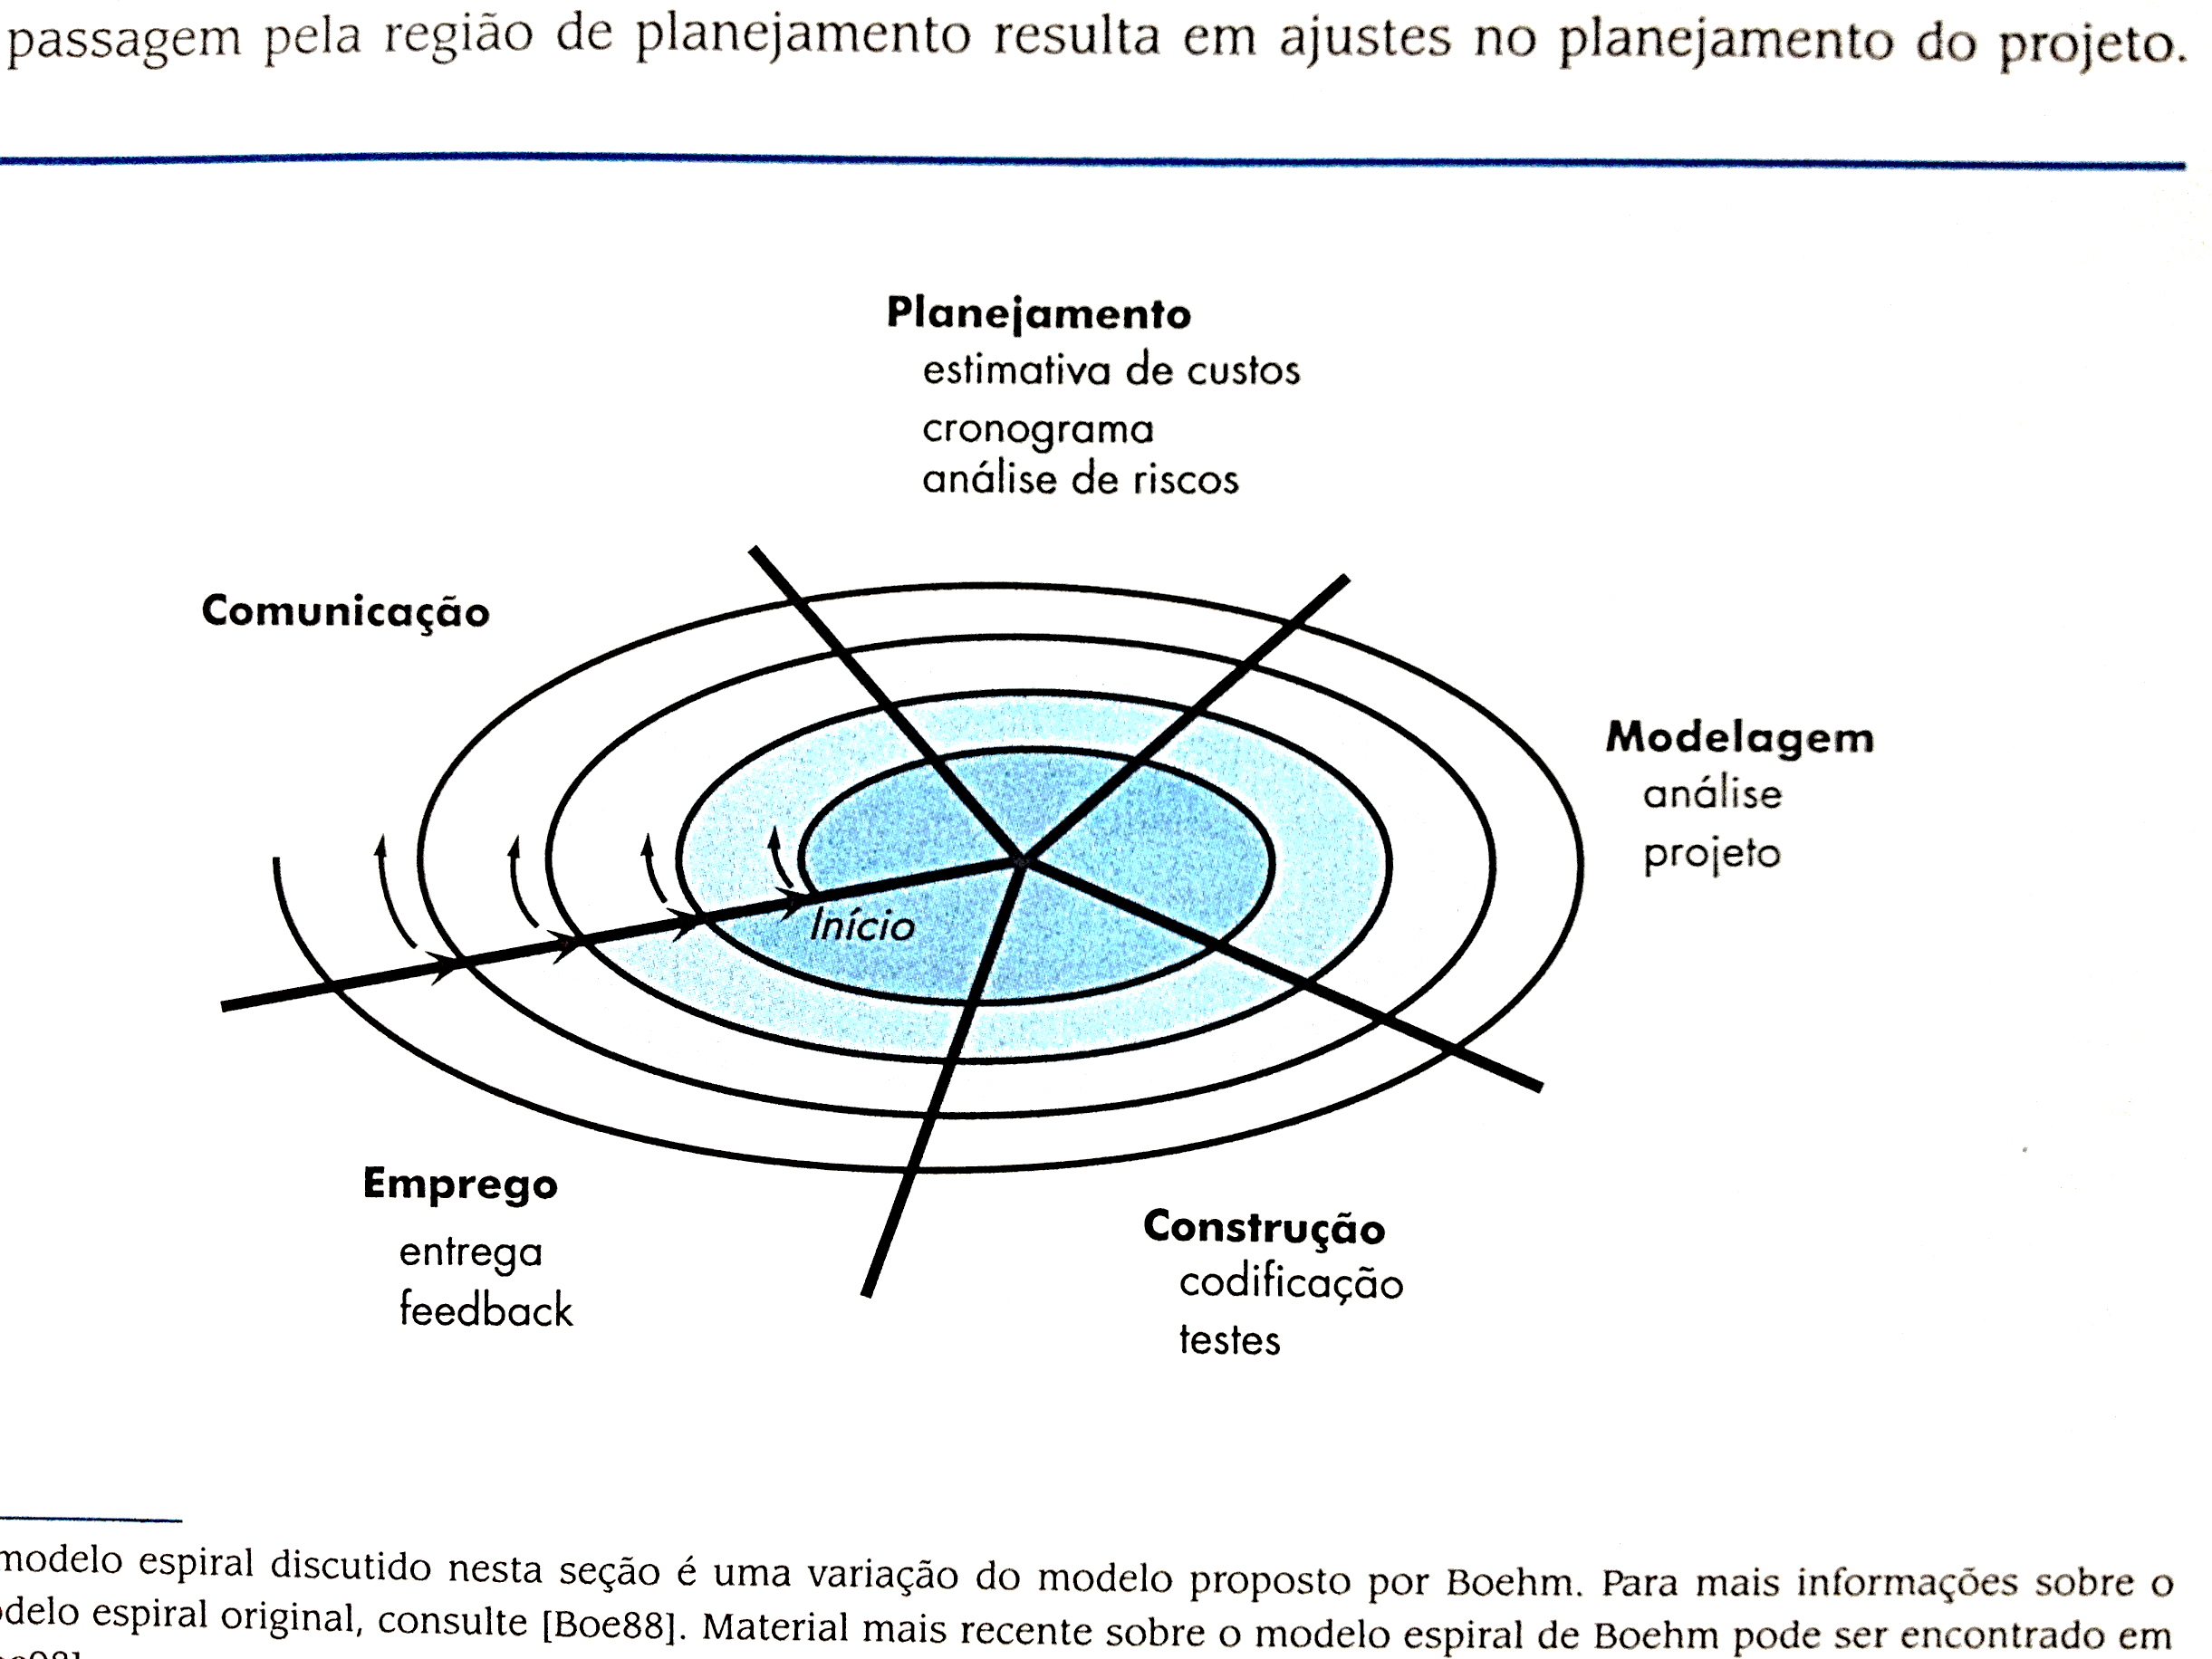 passagem pela região de planejamento resulta em ajustes no planejamento do projeto.
Planejamento
estimativa de custos
cronograma
análise de riscos
Comunicação
Modelagem
análise
projeto
Início
Emprego
entrega
feedback
Construção
codificação
testes
modelo espiral discutido nesta seção é uma variação do modelo proposto por Boehm. Para mais informações sobre o
delo espiral original, consulte [Boe88]. Material mais recente sobre o modelo espiral de Boehm pode ser encontrado em